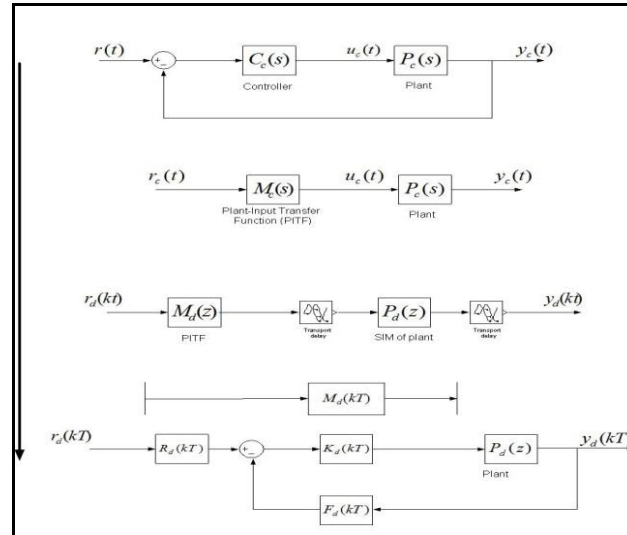 r(t) + - C_c(s) u_c(t) P_c(s) y_c(t)
Controller Plant
r_c(t) M_c(s) u_c(t) P_c(s) y_c(t)
Plant-Input Transfer
Function (PITF)
Plant
r_d(kt) M_d(z) P_d(z) y_d(kt)
PITF Transport
delay SIM of plant Transport
delay
M_d(kT)
r_d(kT) R_d(kT) + - K_d(kT) P_d(z) y_d(kT
Plant
F_d(kT)